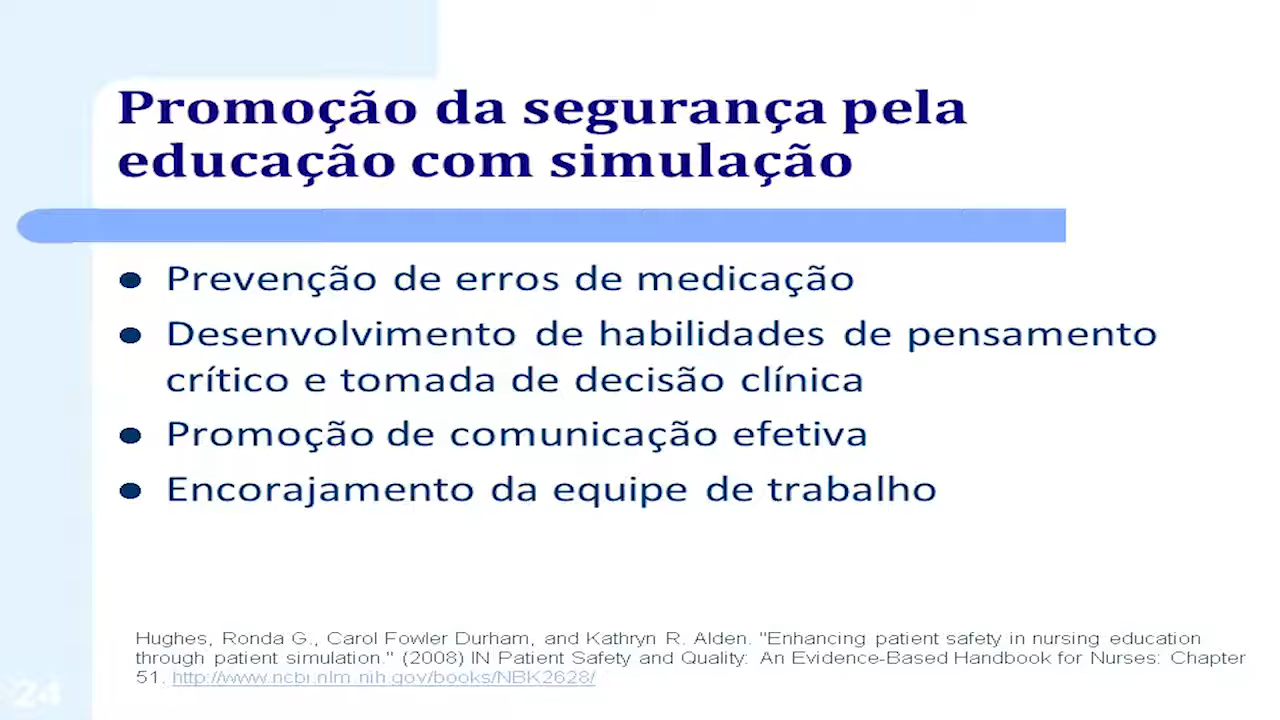 Promoção da segurança pela
educação com simulação
● Prevenção de erros de medicação
● Desenvolvimento de habilidades de pensamento
crítico e tomada de decisão clínica
● Promoção de comunicação efetiva
● Encorajamento da equipe de trabalho
Hughes, Ronda G., Carol Fowler Durham, and Kathryn R. Alden. "Enhancing patient safety in nursing education
through patient simulation." (2008) IN Patient Safety and Quality: An Evidence-Based Handbook for Nurses: Chapter
51. http://www.ncbi.nlm.nih.gov/books/NBK2628/
24